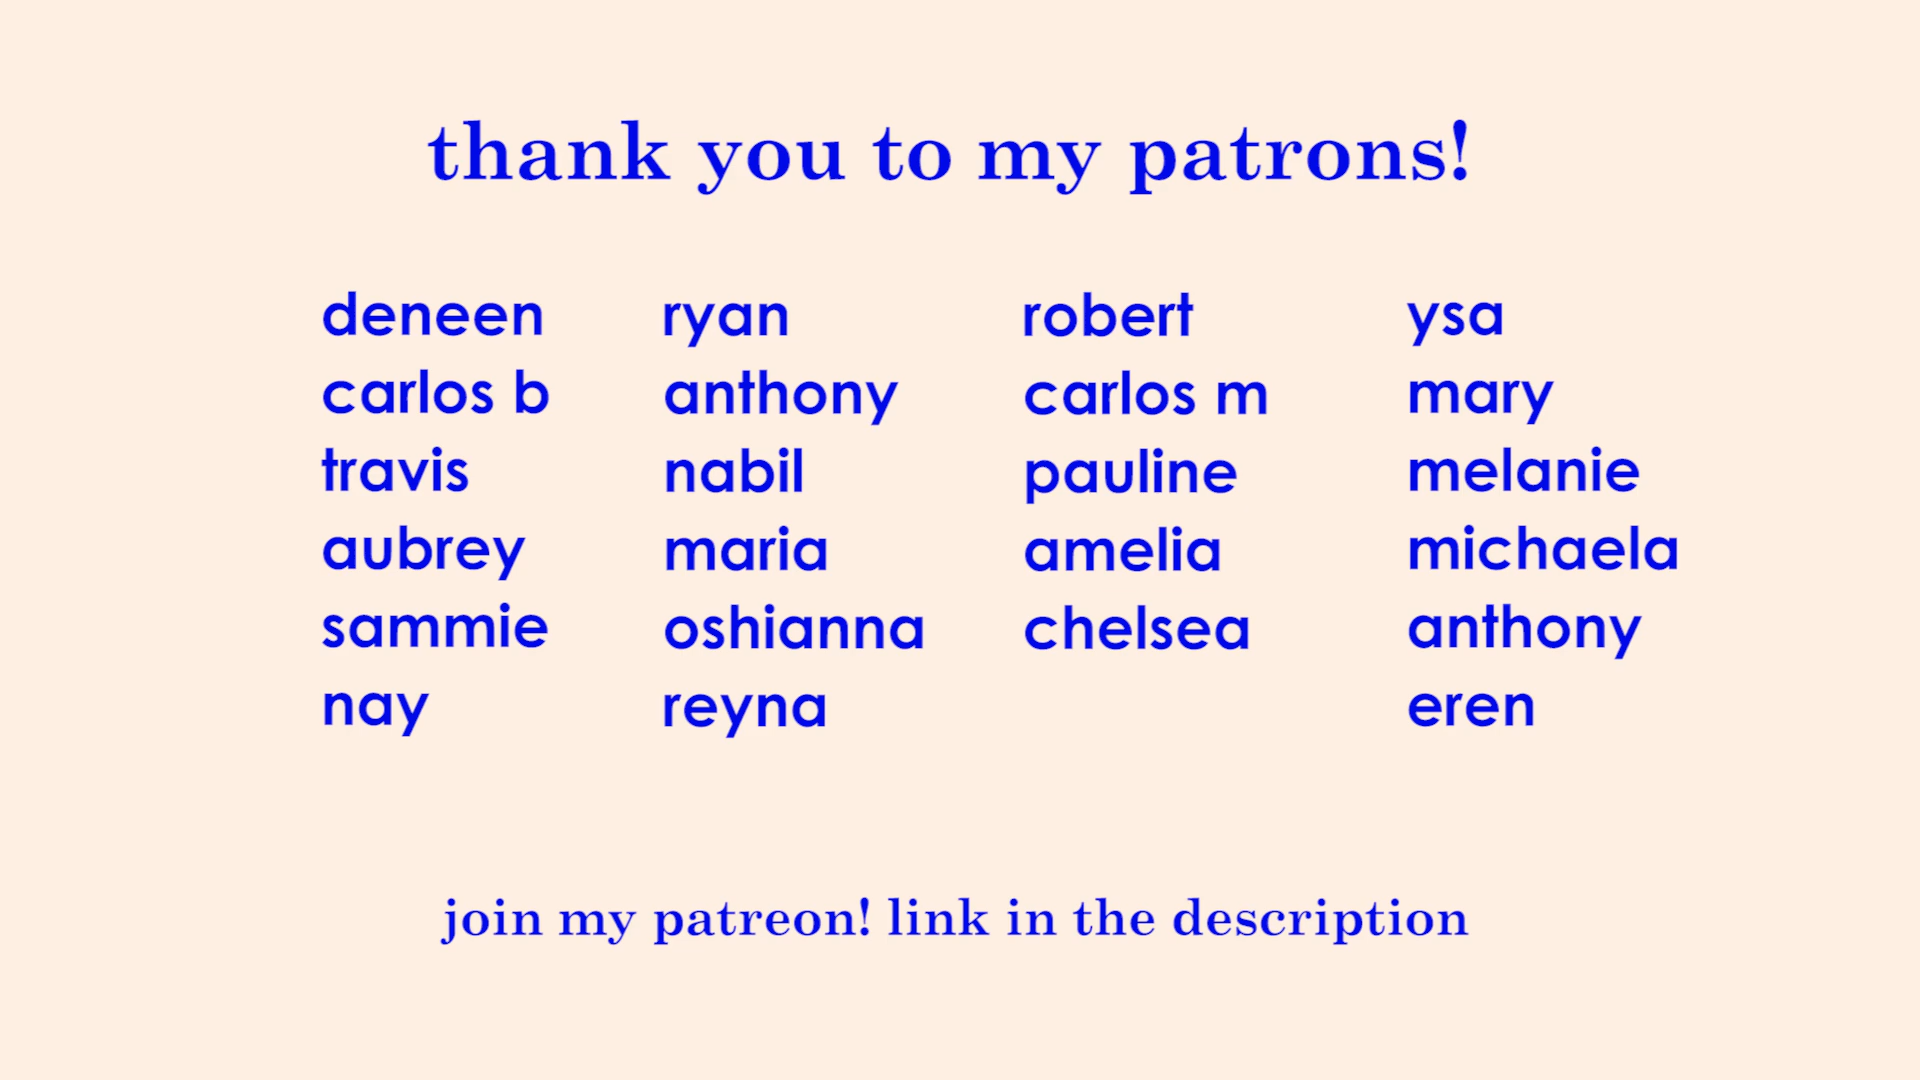 thank you to my patrons!
deneen
carlos b
travis
aubrey
sammie
nay
ryan
anthony
nabil
maria
oshianna
reyna
robert
carlos m
pauline
amelia
chelsea
ysa
mary
melanie
michaela
anthony
eren
join my patreon! link in the description